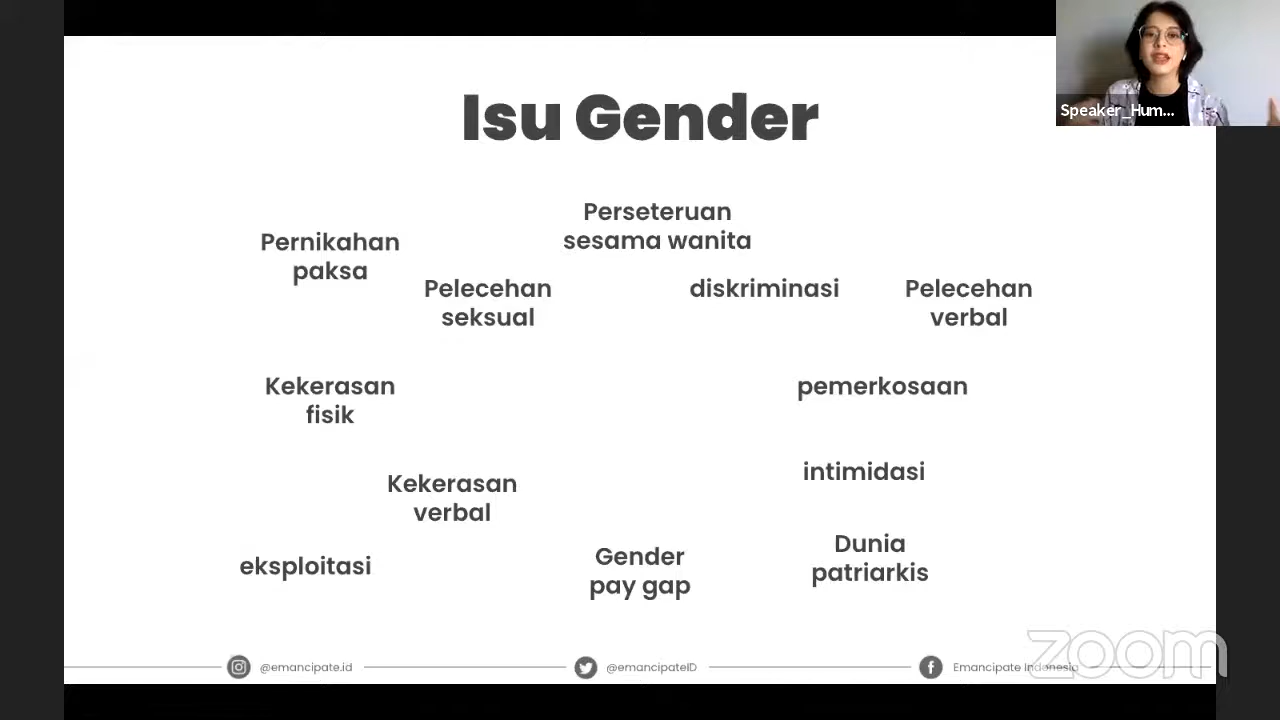 Speaker_Hum...
Isu Gender
Perseteruan
sesama wanita
Pernikahan
paksa
Pelecehan
seksual
diskriminasi
Pelecehan
verbal
Kekerasan
fisik
pemerkosaan
intimidasi
Kekerasan
verbal
Dunia
patriarkis
eksploitasi
Gender
pay gap
@emancipate.id
@emancipateID
Emancipate Indonesia
zoom